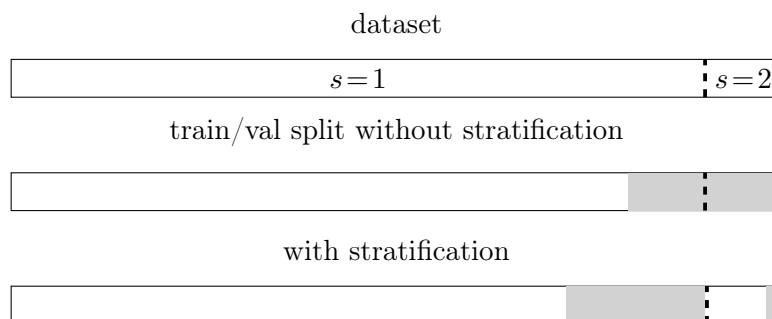 dataset
s=1 s=2
train/val split without stratification
with stratification